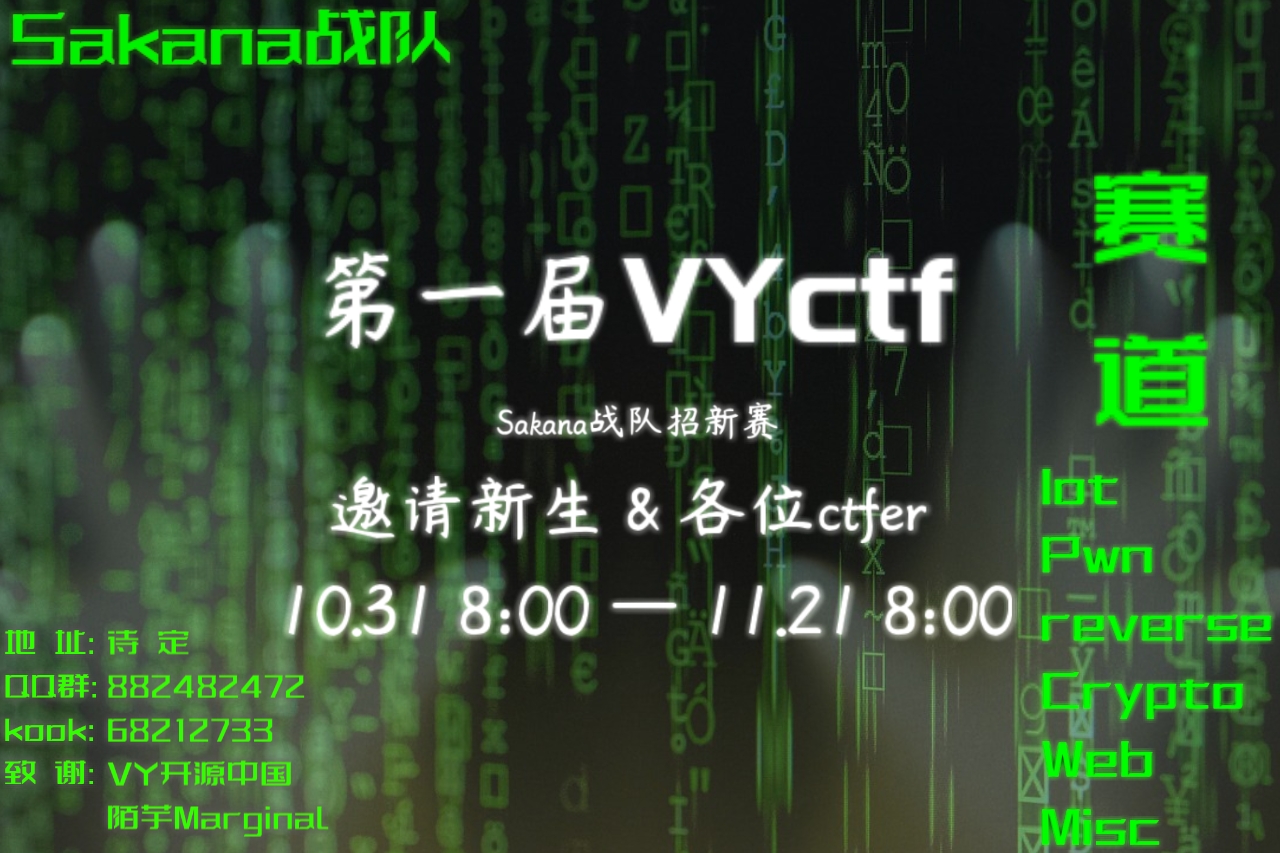 Sakana战队
第一届VYctf
Sakana战队招新赛
邀请新生 & 各位ctfer
10.31 8:00 — 11.21 8:00
赛道
Iot
Pwn
reverse
Crypto
Web
Misc
地 址: 待 定
QQ群: 882482472
kook: 68212733
致 谢: VY开源中国
陌芋Marginal